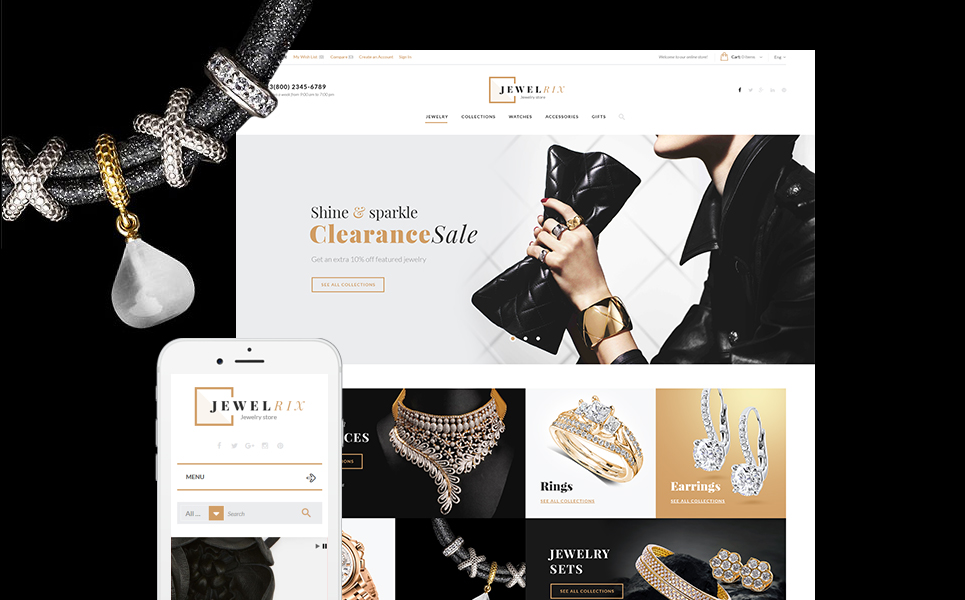 My Wish List (0) Compare (0) Create an Account Sign In
Welcome to our online store! Cart: 0 items Eng
(800) 2345-6789
JEWELRIX
Jewelry store
JEWELRY COLLECTIONS WATCHES ACCESSORIES GIFTS
Shine & sparkle
ClearanceSale
Get an extra 10% off featured jewelry
SEE ALL COLLECTIONS
JEWELRIX
Jewelry store
MENU
All ... Search
CES
IONS
Rings
SEE ALL COLLECTIONS
Earrings
SEE ALL COLLECTIONS
JEWELRY
SETS
SEE ALL COLLECTIONS